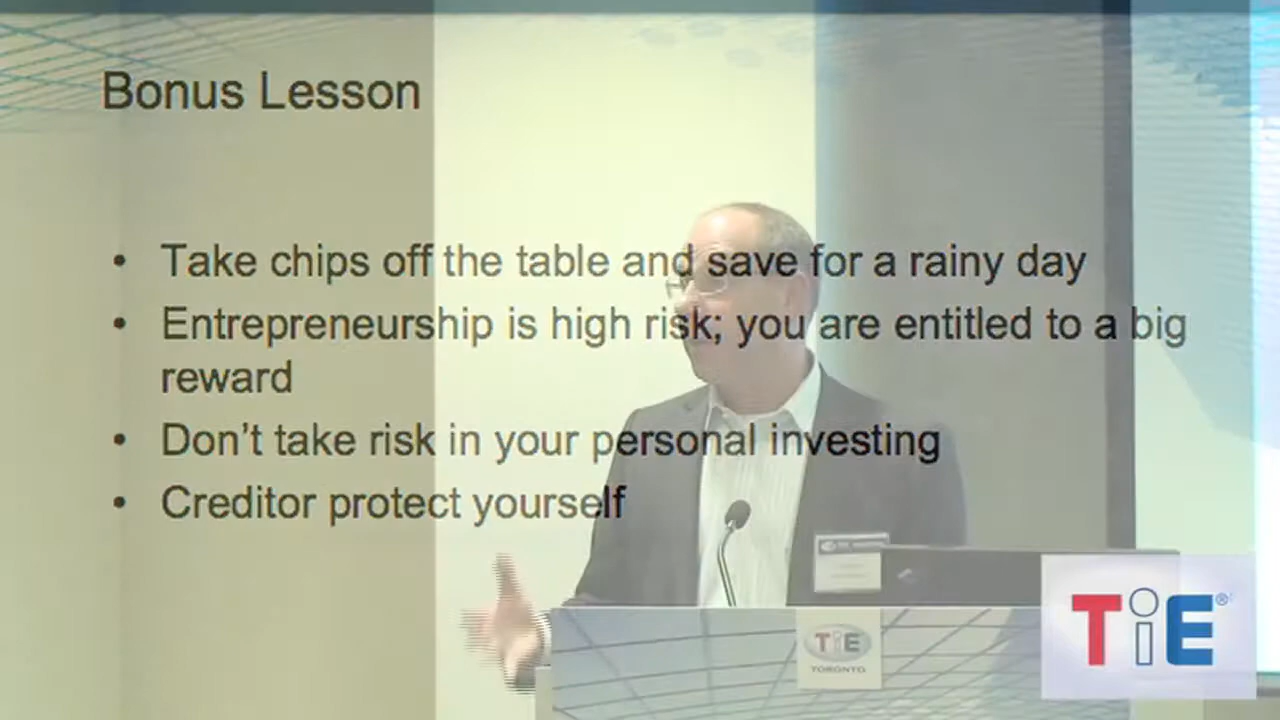 Bonus Lesson
• Take chips off the table and save for a rainy day
• Entrepreneurship is high risk; you are entitled to a big
reward
• Don't take risk in your personal investing
• Creditor protect yourself
TiE®
TiE
TORONTO